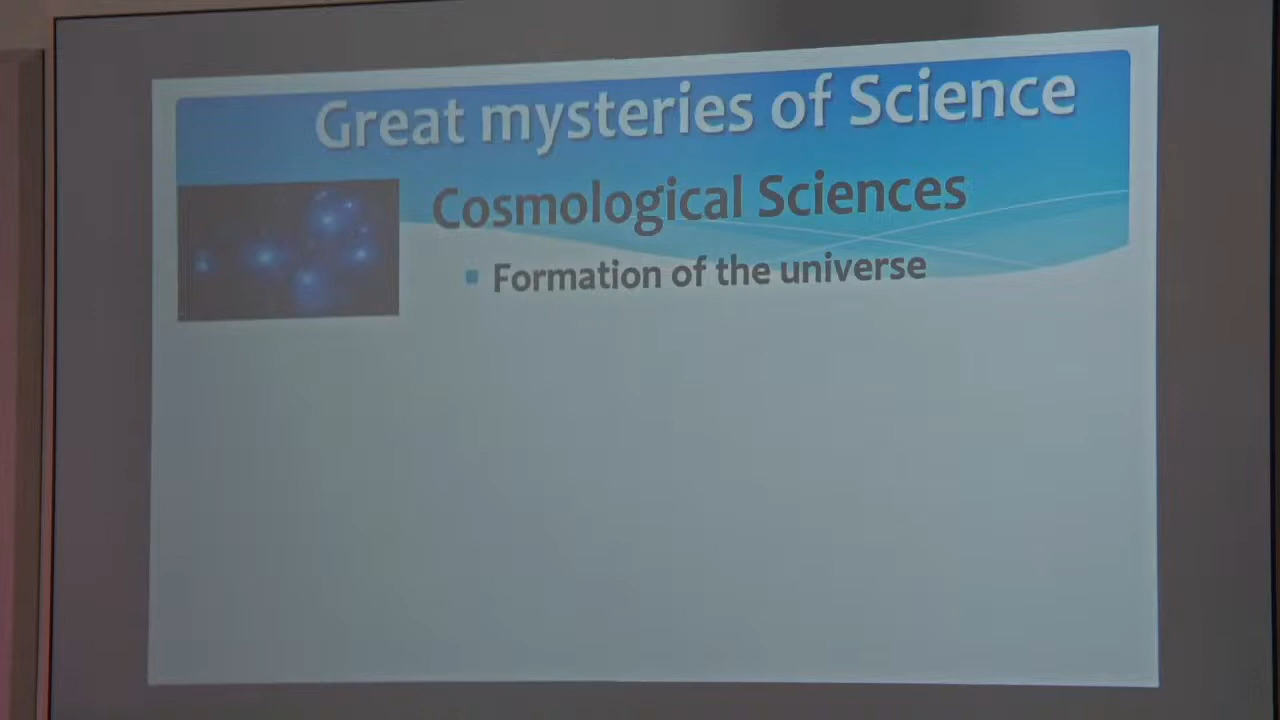 Great mysteries of Science
Cosmological Sciences
Formation of the universe